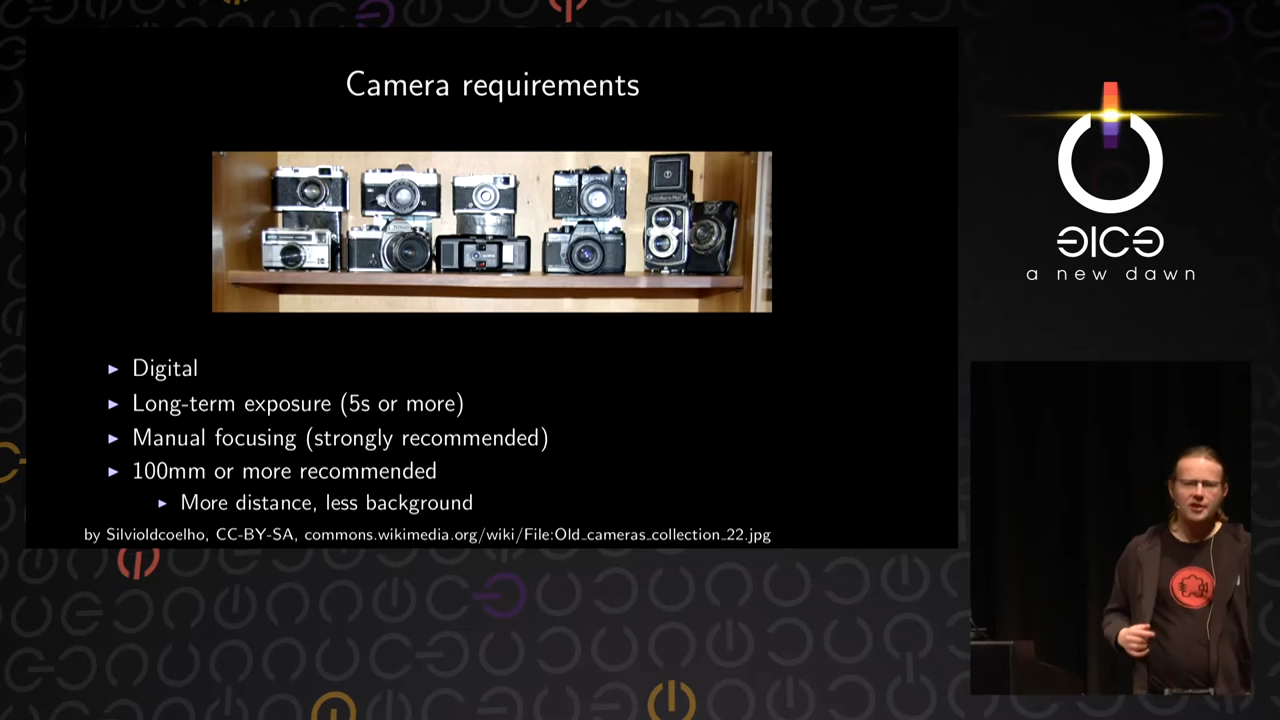 Camera requirements
Digital
Long-term exposure (5s or more)
Manual focusing (strongly recommended)
100mm or more recommended
More distance, less background
by Silvioldcoelho, CC-BY-SA, commons.wikimedia.org/wiki/File:Old_cameras_collection_22.jpg
a new dawn